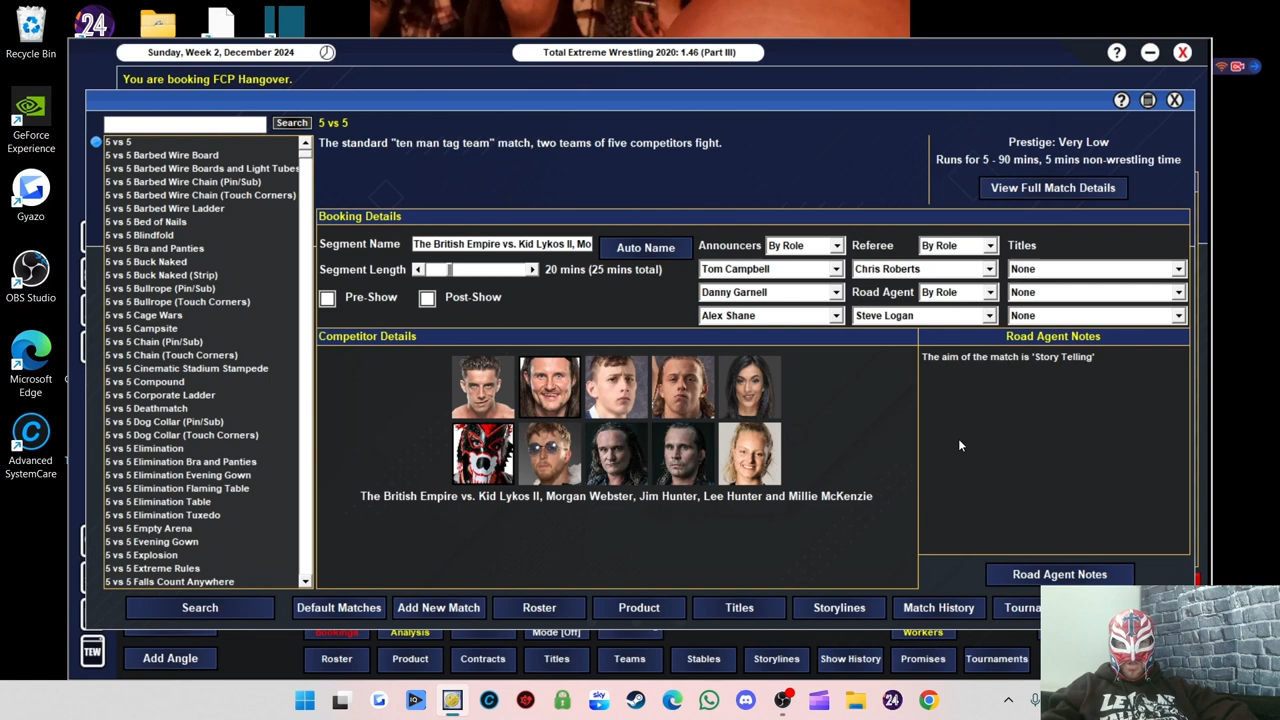 Sunday, Week 2, December 2024
Total Extreme Wrestling 2020: 1.46 (Part III)
?
X
Recycle Bin
You are booking FCP Hangover.
?
X
GeForce
Experience
Search
5 vs 5
The standard "ten man tag team" match, two teams of five competitors fight.
Prestige: Very Low
Runs for 5 - 90 mins, 5 mins non-wrestling time
View Full Match Details
5 vs 5
5 vs 5 Barbed Wire Board
5 vs 5 Barbed Wire Boards and Light Tubes
5 vs 5 Barbed Wire Chain (Pin/Sub)
5 vs 5 Barbed Wire Chain (Touch Corners)
5 vs 5 Barbed Wire Ladder
5 vs 5 Bed of Nails
5 vs 5 Blindfold
5 vs 5 Bra and Panties
5 vs 5 Buck Naked
5 vs 5 Buck Naked (Strip)
5 vs 5 Bullrope (Pin/Sub)
5 vs 5 Bullrope (Touch Corners)
5 vs 5 Cage Wars
5 vs 5 Campsite
5 vs 5 Chain (Pin/Sub)
5 vs 5 Chain (Touch Corners)
5 vs 5 Cinematic Stadium Stampede
5 vs 5 Compound
5 vs 5 Corporate Ladder
5 vs 5 Deathmatch
5 vs 5 Dog Collar (Pin/Sub)
5 vs 5 Dog Collar (Touch Corners)
5 vs 5 Elimination
5 vs 5 Elimination Bra and Panties
5 vs 5 Elimination Evening Gown
5 vs 5 Elimination Flaming Table
5 vs 5 Elimination Table
5 vs 5 Elimination Tuxedo
5 vs 5 Empty Arena
5 vs 5 Evening Gown
5 vs 5 Explosion
5 vs 5 Extreme Rules
5 vs 5 Falls Count Anywhere
Gyazo
OBS Studio
Microsoft
Edge
Advanced
SystemCare
Booking Details
Segment Name
The British Empire vs. Kid Lykos II, Mo
Auto Name
Announcers
By Role
Referee
By Role
Titles
Segment Length
20 mins (25 mins total)
Tom Campbell
Chris Roberts
None
Pre-Show
Post-Show
Danny Garnell
Road Agent
By Role
None
Alex Shane
Steve Logan
None
Competitor Details
Road Agent Notes
The aim of the match is 'Story Telling'
The British Empire vs. Kid Lykos II, Morgan Webster, Jim Hunter, Lee Hunter and Millie McKenzie
Road Agent Notes
Search
Default Matches
Add New Match
Roster
Product
Titles
Storylines
Match History
Tourna
Bookings
Analysis
Mode [Off]
Workers
TEW
Add Angle
Roster
Product
Contracts
Titles
Teams
Stables
Storylines
Show History
Promises
Tournaments
sky
24
24